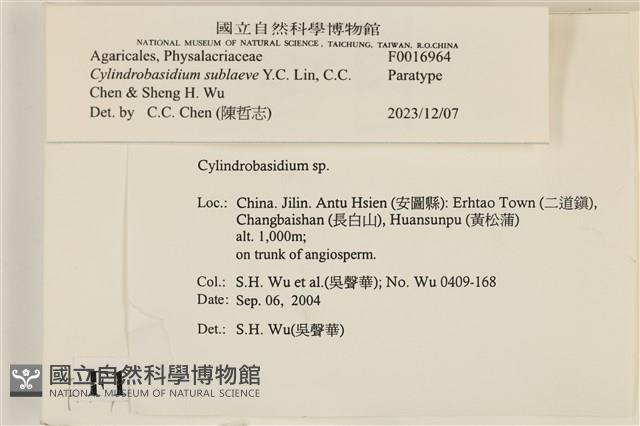 國立自然科學博物館
NATIONAL MUSEUM OF NATURAL SCIENCE, TAICHUNG, TAIWAN, R.O.CHINA
Agaricales, Physalacriaceae F0016964
Cylindrobasidium sublaeve Y.C. Lin, C.C. Paratype
Chen & Sheng H. Wu
Det. by C.C. Chen (陳哲志) 2023/12/07
Cylindrobasidium sp.
Loc.: China. Jilin. Antu Hsien (安圖縣): Erhtao Town (二道鎮),
Changbaishan (長白山), Huansunpu (黃松蒲)
alt. 1,000m;
on trunk of angiosperm.
Col.: S.H. Wu et al.(吳聲華); No. Wu 0409-168
Date: Sep. 06, 2004
Det.: S.H. Wu(吳聲華)
國立自然科學博物館
NATIONAL MUSEUM OF NATURAL SCIENCE